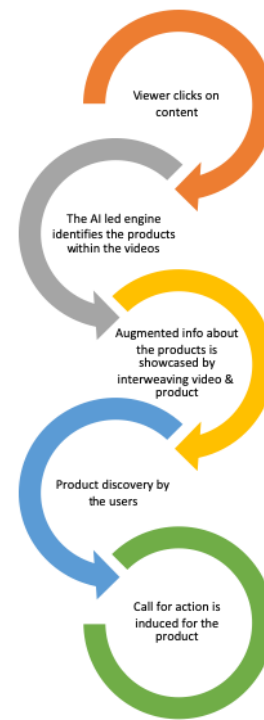 Viewer clicks on
content
The AI led engine
identifies the products
within the videos
Augmented info about
the products is
showcased by
interweaving video &
product
Product discovery by
the users
Call for action is
induced for the
product